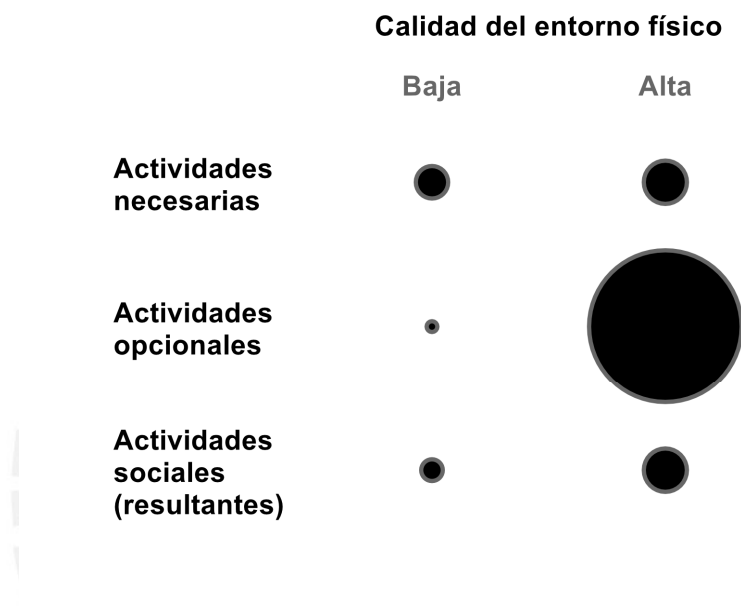 Calidad del entorno físico
Baja
Alta
Actividades
necesarias
Actividades
opcionales
Actividades
sociales
(resultantes)